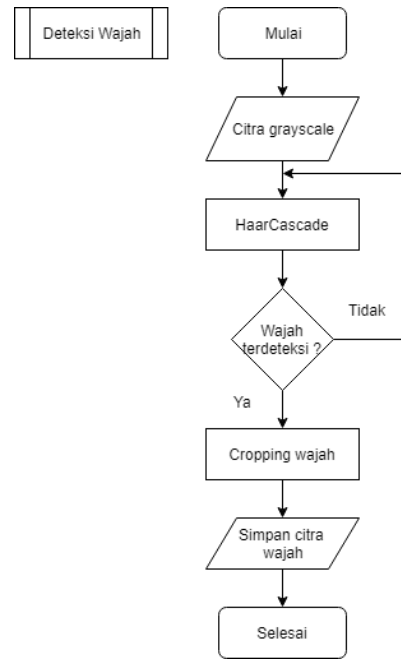 Deteksi Wajah
Mulai
Citra grayscale
HaarCascade
Wajah
terdeteksi ?
Tidak
Ya
Cropping wajah
Simpan citra
wajah
Selesai